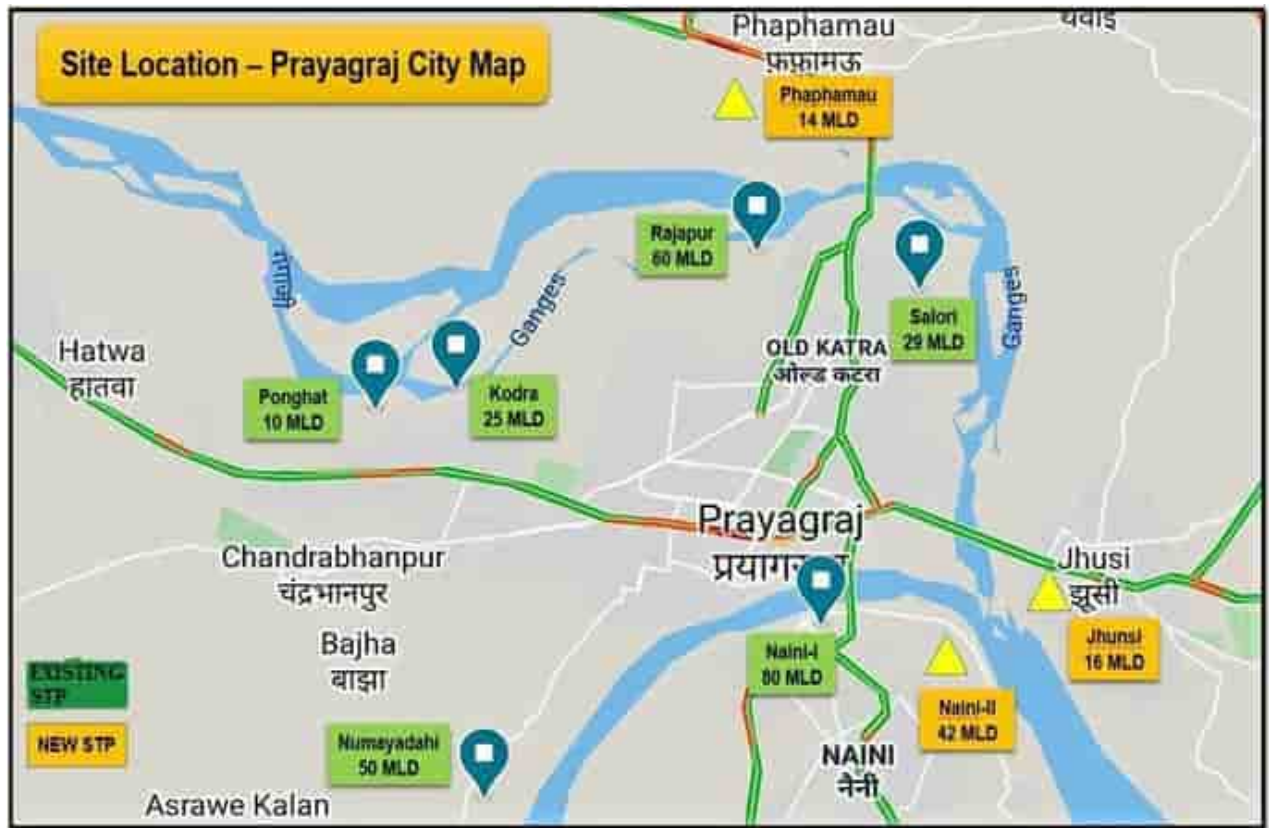 Site Location – Prayagraj City Map
Phaphamau
फ़फ़ामऊ
Phaphamau
14 MLD
Rajapur
60 MLD
Salori
29 MLD
Ganges
Ganges
Hatwa
हातवा
OLD KATRA
ओल्ड कटरा
Ponghat
10 MLD
Kodra
25 MLD
Prayagraj
Chandrabhanpur
चंद्रभानपुर
Jhusi
झूसी
Bajha
बाझा
Naini-I
80 MLD
Jhunsi
16 MLD
EXISTING
STP
NEW STP
Naini-II
42 MLD
Numayadahi
50 MLD
NAINI
नैनी
Asrawe Kalan